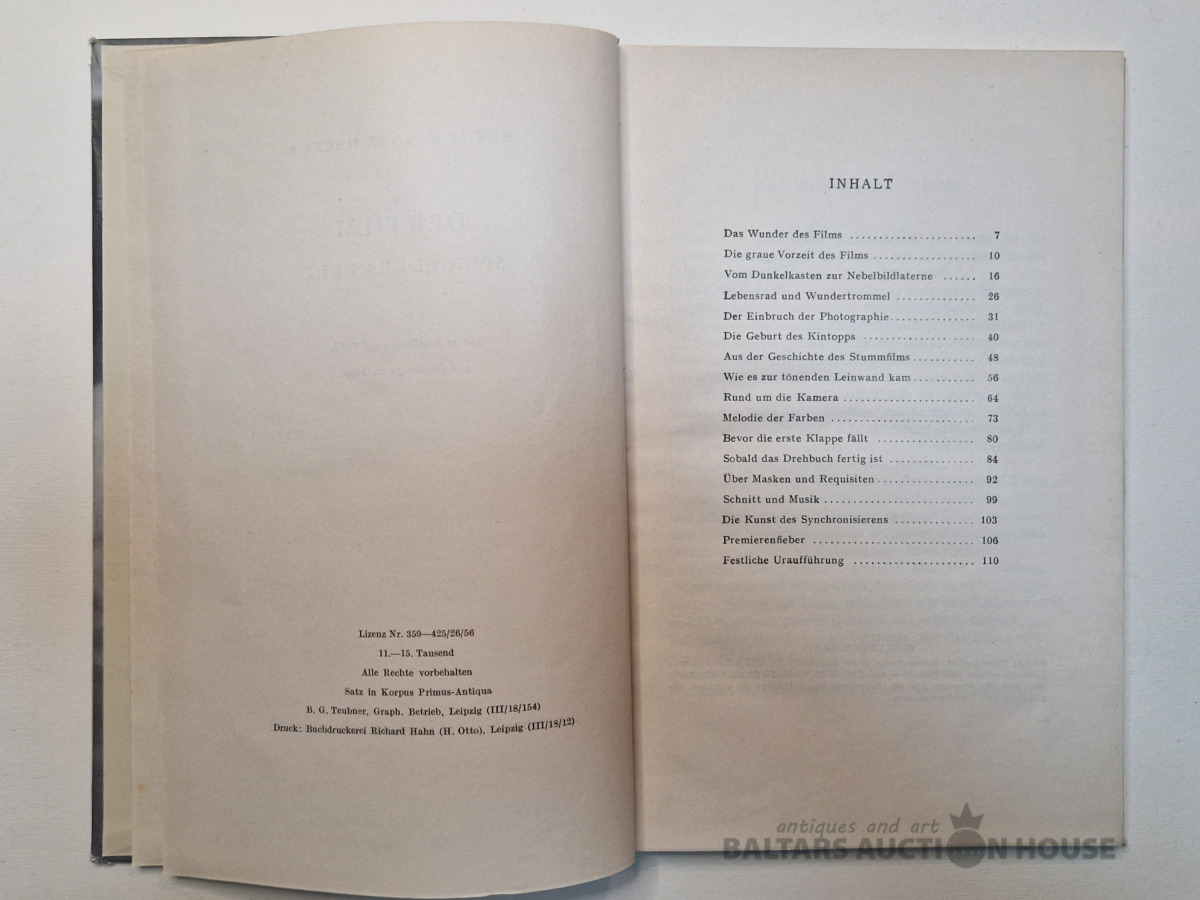 Lizenz Nr. 359—425/26/56
11.—15. Tausend
Alle Rechte vorbehalten
Satz in Korpus Primus-Antiqua
B. G. Teubner, Graph. Betrieb, Leipzig (III/18/154)
Druck: Buchdruckerei Richard Hahn (H. Otto), Leipzig (III/18/12)
INHALT
Das Wunder des Films ...................... 7
Die graue Vorzeit des Films .................. 10
Vom Dunkelkasten zur Nebelbildlaterne ...... 16
Lebensrad und Wundertrommel .............. 26
Der Einbruch der Photographie............... 31
Die Geburt des Kintopps .................... 40
Aus der Geschichte des Stummfilms........... 48
Wie es zur tönenden Leinwand kam........... 56
Rund um die Kamera ....................... 64
Melodie der Farben ......................... 73
Bevor die erste Klappe fällt ................. 80
Sobald das Drehbuch fertig ist ............... 84
Über Masken und Requisiten................. 92
Schnitt und Musik .......................... 99
Die Kunst des Synchronisierens .............. 103
Premierenfieber ............................ 106
Festliche Uraufführung ..................... 110
antiques and art
BALTARS AUCTION HOUSE